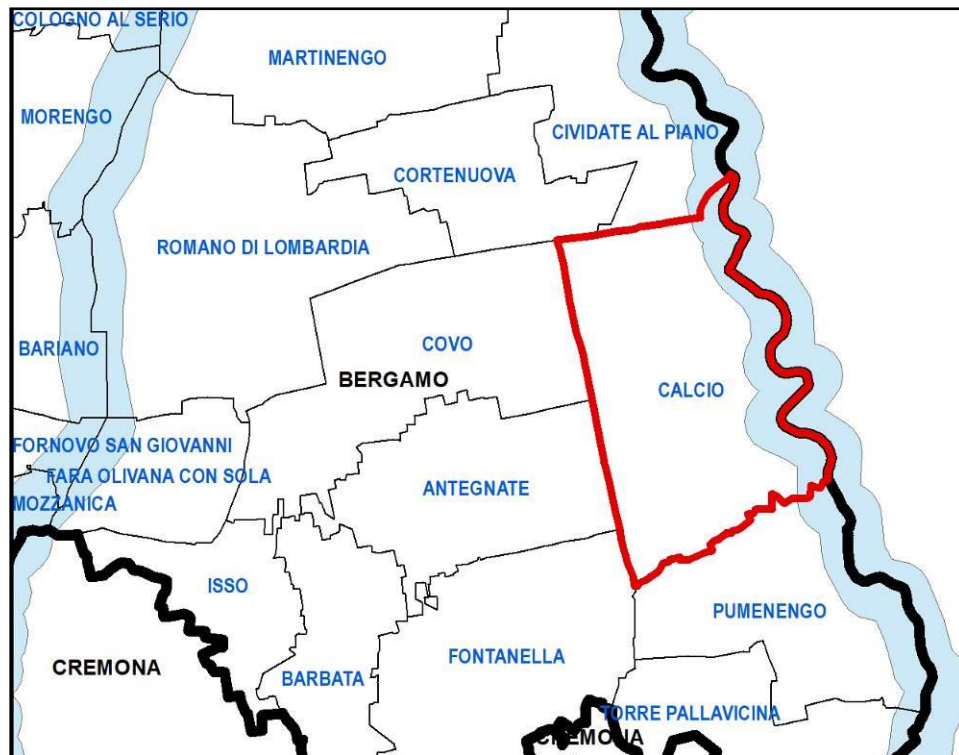 COLOGNO AL SERIO
MARTINENGO
MORENGO
CIVIDATE AL PIANO
CORTENUOVA
ROMANO DI LOMBARDIA
BARIANO
COVO
BERGAMO
CALCIO
FORNOVO SAN GIOVANNI
FARA OLIVANA CON SOLA
ANTEGNATE
MOZZANICA
ISSO
PUMENENGO
CREMONA
BARBATA
FONTANELLA
TORRE PALLAVICINA
CREMONA